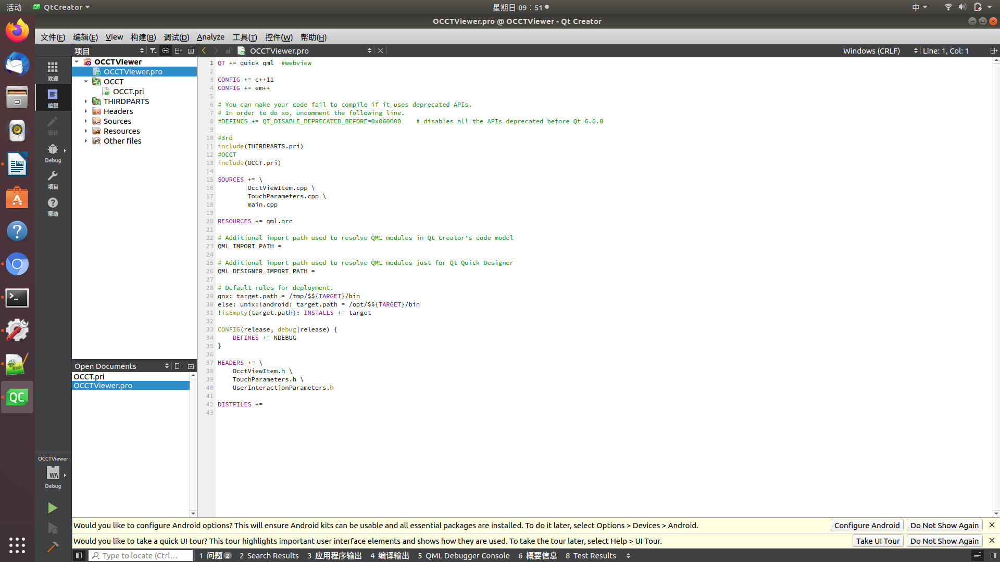 活动 QtCreator 星期日 09：51 中
OCCTViewer.pro @ OCCTViewer - Qt Creator
文件(F) 编辑(E) View 构建(B) 调试(D) Analyze 工具(T) 控件(W) 帮助(H)
项目 OCCTViewer.pro Windows (CRLF) Line: 1, Col: 1
欢迎
编辑
设计
Debug
项目
帮助
OCCTViewer
OCCTViewer.pro
OCCT
OCCT.pri
THIRDPARTS
Headers
Sources
Resources
Other files
Open Documents
OCCT.pri
OCCTViewer.pro
1 QT += quick qml  #webview
2
3 CONFIG += c++11
4 CONFIG += em++
5
6 # You can make your code fail to compile if it uses deprecated APIs.
7 # In order to do so, uncomment the following line.
8 #DEFINES += QT_DISABLE_DEPRECATED_BEFORE=0x060000    # disables all the APIs deprecated before Qt 6.0.0
9
10 #3rd
11 include(THIRDPARTS.pri)
12 #OCCT
13 include(OCCT.pri)
14
15 SOURCES += \
16         OcctViewItem.cpp \
17         TouchParameters.cpp \
18         main.cpp
19
20 RESOURCES += qml.qrc
21
22 # Additional import path used to resolve QML modules in Qt Creator's code model
23 QML_IMPORT_PATH =
24
25 # Additional import path used to resolve QML modules just for Qt Quick Designer
26 QML_DESIGNER_IMPORT_PATH =
27
28 # Default rules for deployment.
29 qnx: target.path = /tmp/$${TARGET}/bin
30 else: unix:!android: target.path = /opt/$${TARGET}/bin
31 !isEmpty(target.path): INSTALLS += target
32
33 CONFIG(release, debug|release) {
34     DEFINES += NDEBUG
35 }
36
37 HEADERS += \
38     OcctViewItem.h \
39     TouchParameters.h \
40     UserInteractionParameters.h
41
42 DISTFILES +=
43
QC
OCCTViewer
WA
Debug
Would you like to configure Android options? This will ensure Android kits can be usable and all essential packages are installed. To do it later, select Options > Devices > Android. Configure Android Do Not Show Again
Would you like to take a quick UI tour? This tour highlights important user interface elements and shows how they are used. To take the tour later, select Help > UI Tour. Take UI Tour Do Not Show Again
Type to locate (Ctrl... 1 问题 2 2 Search Results 3 应用程序输出 4 编译输出 5 QML Debugger Console 6 概要信息 8 Test Results